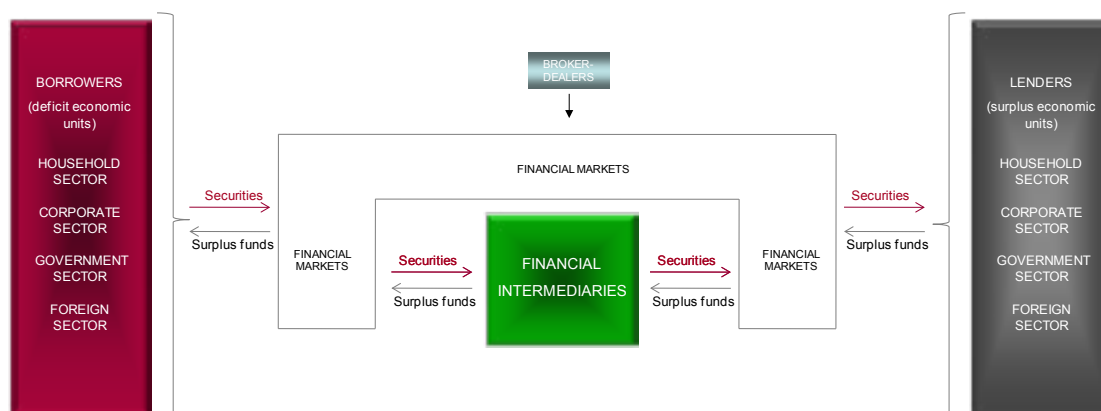 BORROWERS
(deficit economic
units)
HOUSEHOLD
SECTOR
CORPORATE
SECTOR
GOVERNMENT
SECTOR
FOREIGN
SECTOR
Securities
Surplus funds
BROKER-
DEALERS
FINANCIAL MARKETS
FINANCIAL
MARKETS
Securities
Surplus funds
FINANCIAL
INTERMEDIARIES
Securities
Surplus funds
FINANCIAL
MARKETS
Securities
Surplus funds
LENDERS
(surplus economic
units)
HOUSEHOLD
SECTOR
CORPORATE
SECTOR
GOVERNMENT
SECTOR
FOREIGN
SECTOR